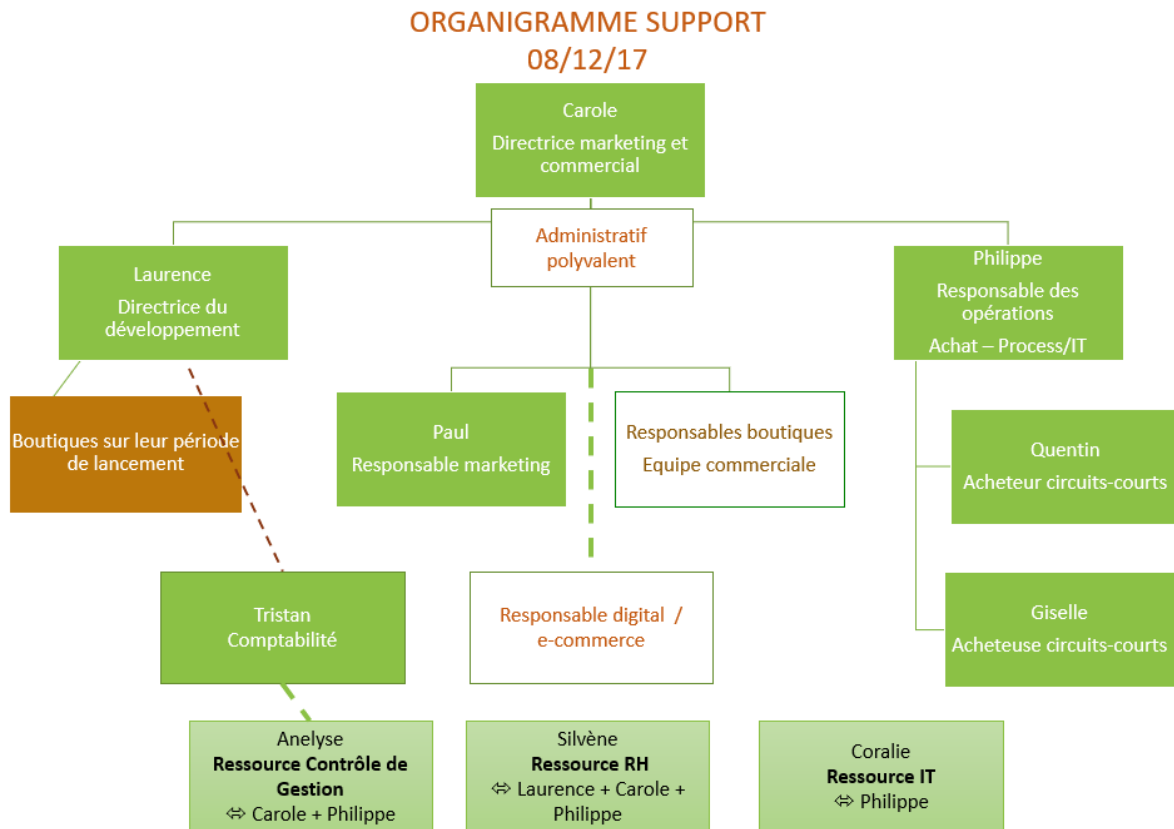 ORGANIGRAMME SUPPORT
08/12/17
Carole
Directrice marketing et
commercial
Administratif
polyvalent
Laurence
Directrice du
développement
Philippe
Responsable des
opérations
Achat – Process/IT
Boutiques sur leur période
de lancement
Paul
Responsable marketing
Responsables boutiques
Equipe commerciale
Quentin
Acheteur circuits-courts
Tristan
Comptabilité
Responsable digital /
e-commerce
Giselle
Acheteuse circuits-courts
Anelyse
Ressource Contrôle de
Gestion
⇔ Carole + Philippe
Silvène
Ressource RH
⇔ Laurence + Carole +
Philippe
Coralie
Ressource IT
⇔ Philippe